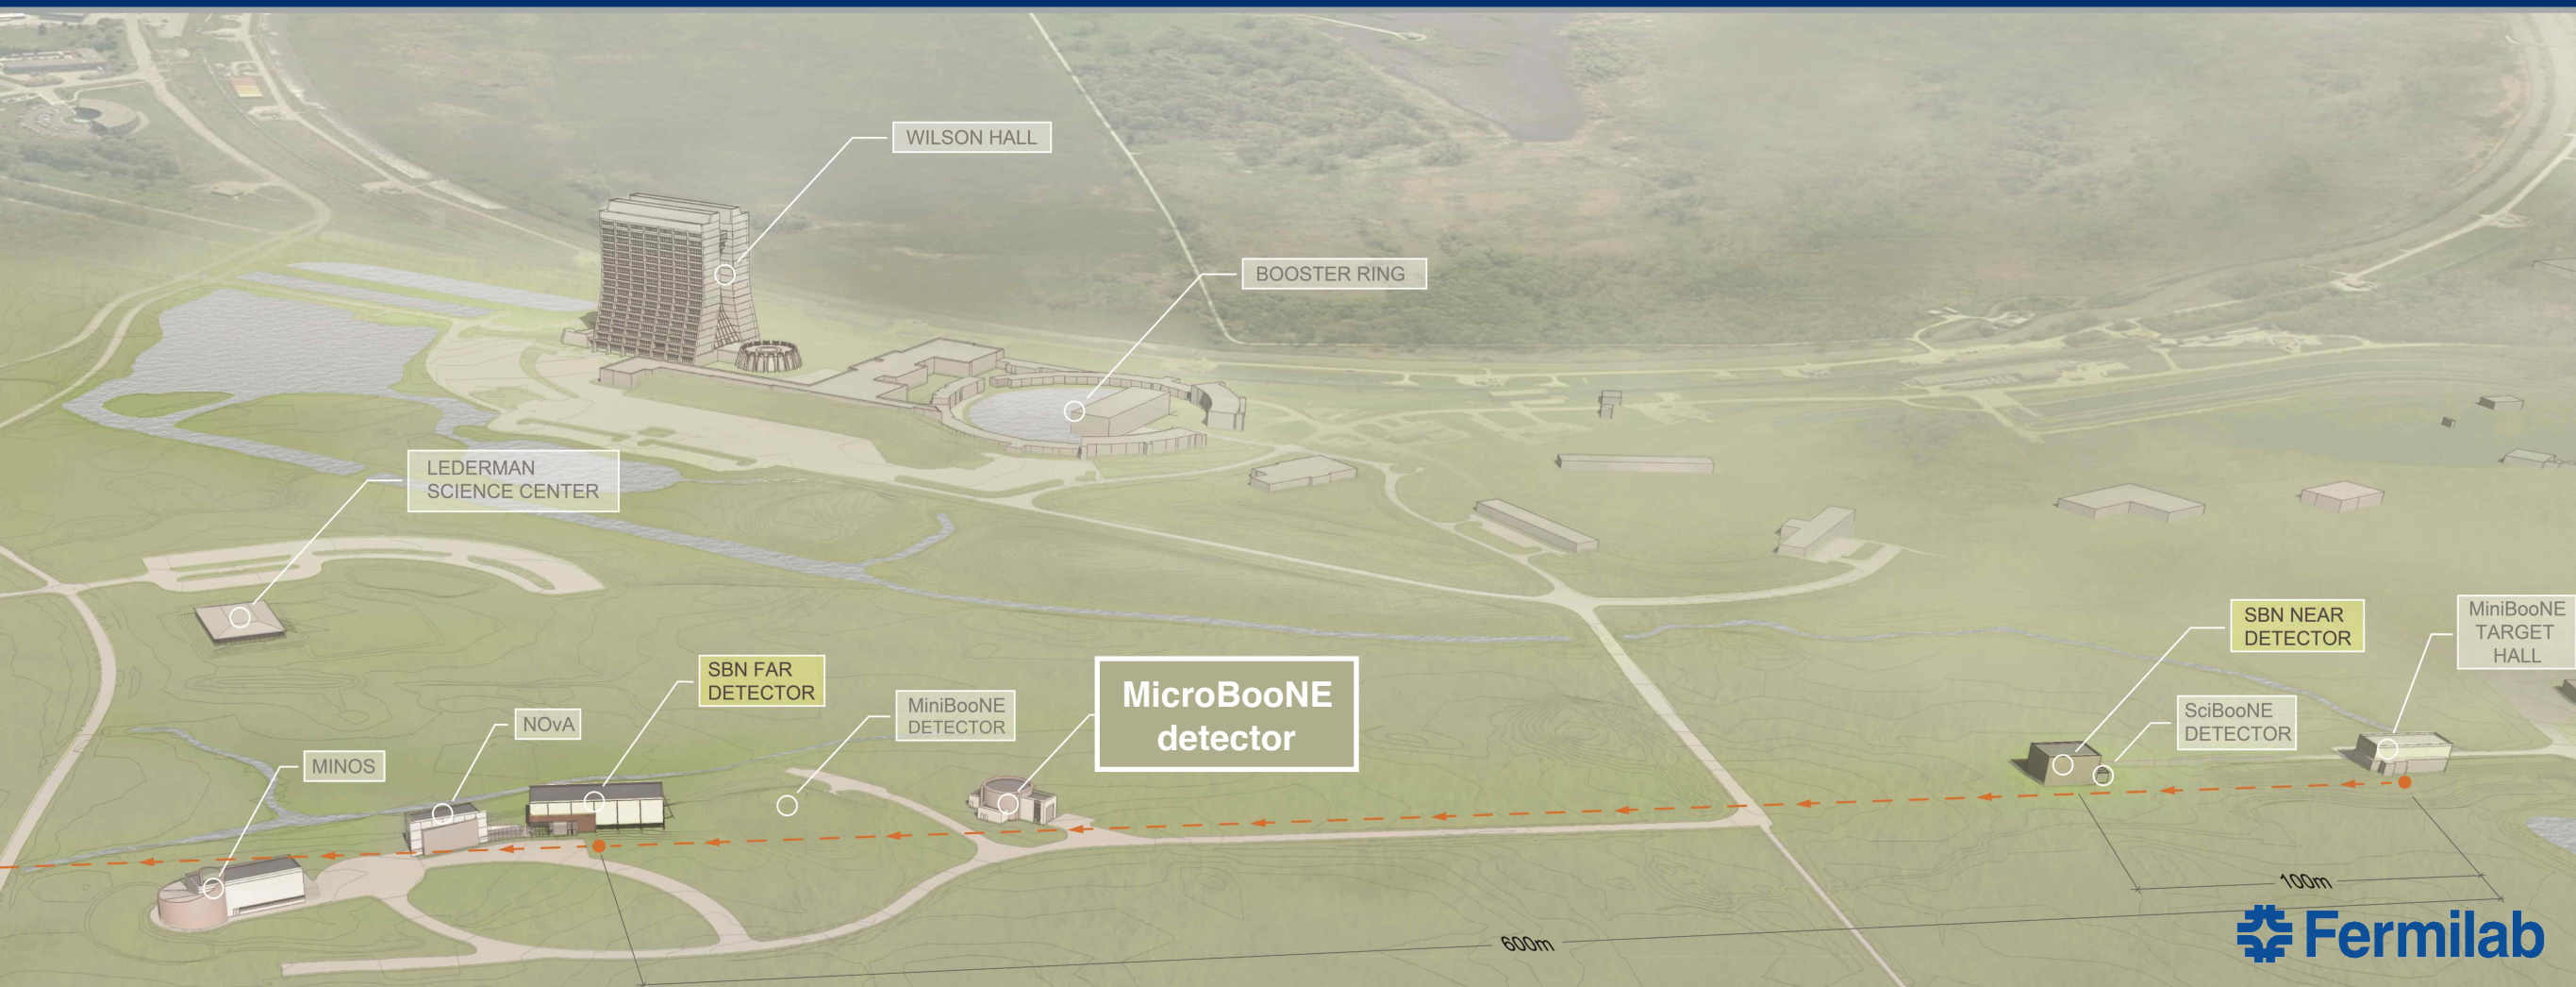 WILSON HALL
BOOSTER RING
LEDERMAN
SCIENCE CENTER
SBN NEAR
DETECTOR
MiniBooNE
TARGET
HALL
SBN FAR
DETECTOR
MicroBooNE
detector
MiniBooNE
DETECTOR
SciBooNE
DETECTOR
NOvA
MINOS
100m
600m
Fermilab